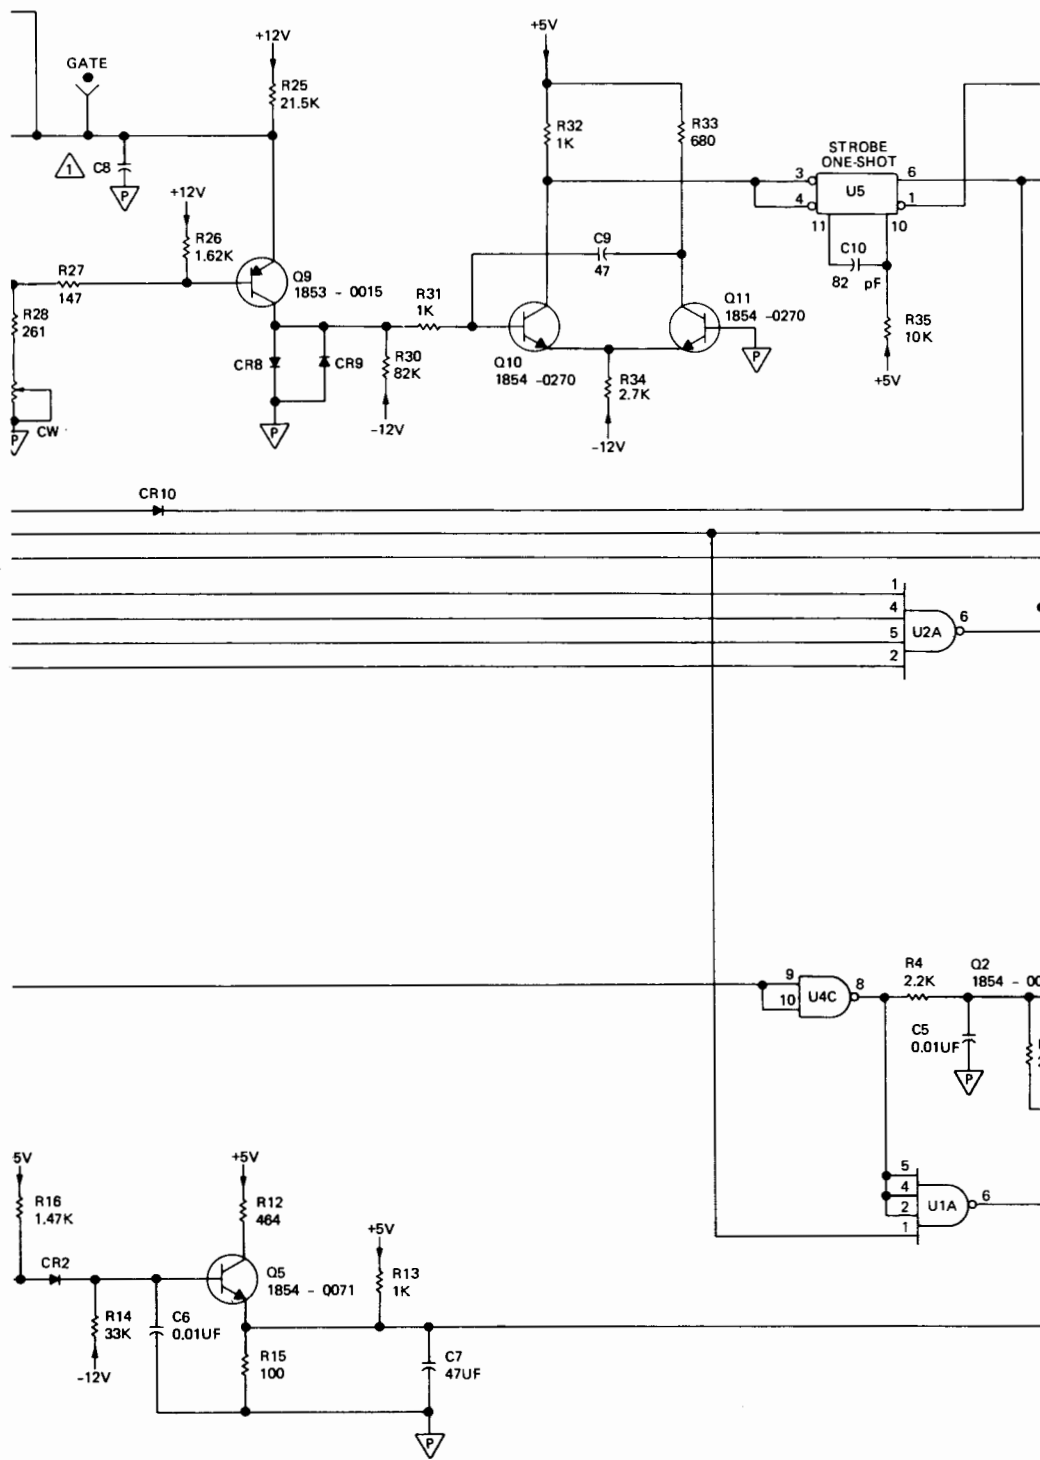 +5V
+12V
GATE
R25
21.5K
R32
1K
R33
680
STROBE
ONE-SHOT
1
C8
P
3
U5
6
4
1
11
10
+12V
R26
1.62K
C9
47
C10
82 pF
R27
147
Q9
1853 - 0015
R31
1K
Q11
1854 -0270
R28
261
R35
10K
CR8
CR9
R30
82K
Q10
1854 -0270
P
R34
2.7K
+5V
P
CW
P
-12V
-12V
CR10
1
4
5
2
U2A
6
9
10
U4C
8
R4
2.2K
Q2
1854 - 00
C5
0.01UF
P
5V
+5V
R16
1.47K
R12
464
5
4
2
1
U1A
6
+5V
CR2
Q5
1854 - 0071
R13
1K
R14
33K
C6
0.01UF
-12V
R15
100
C7
47UF
P